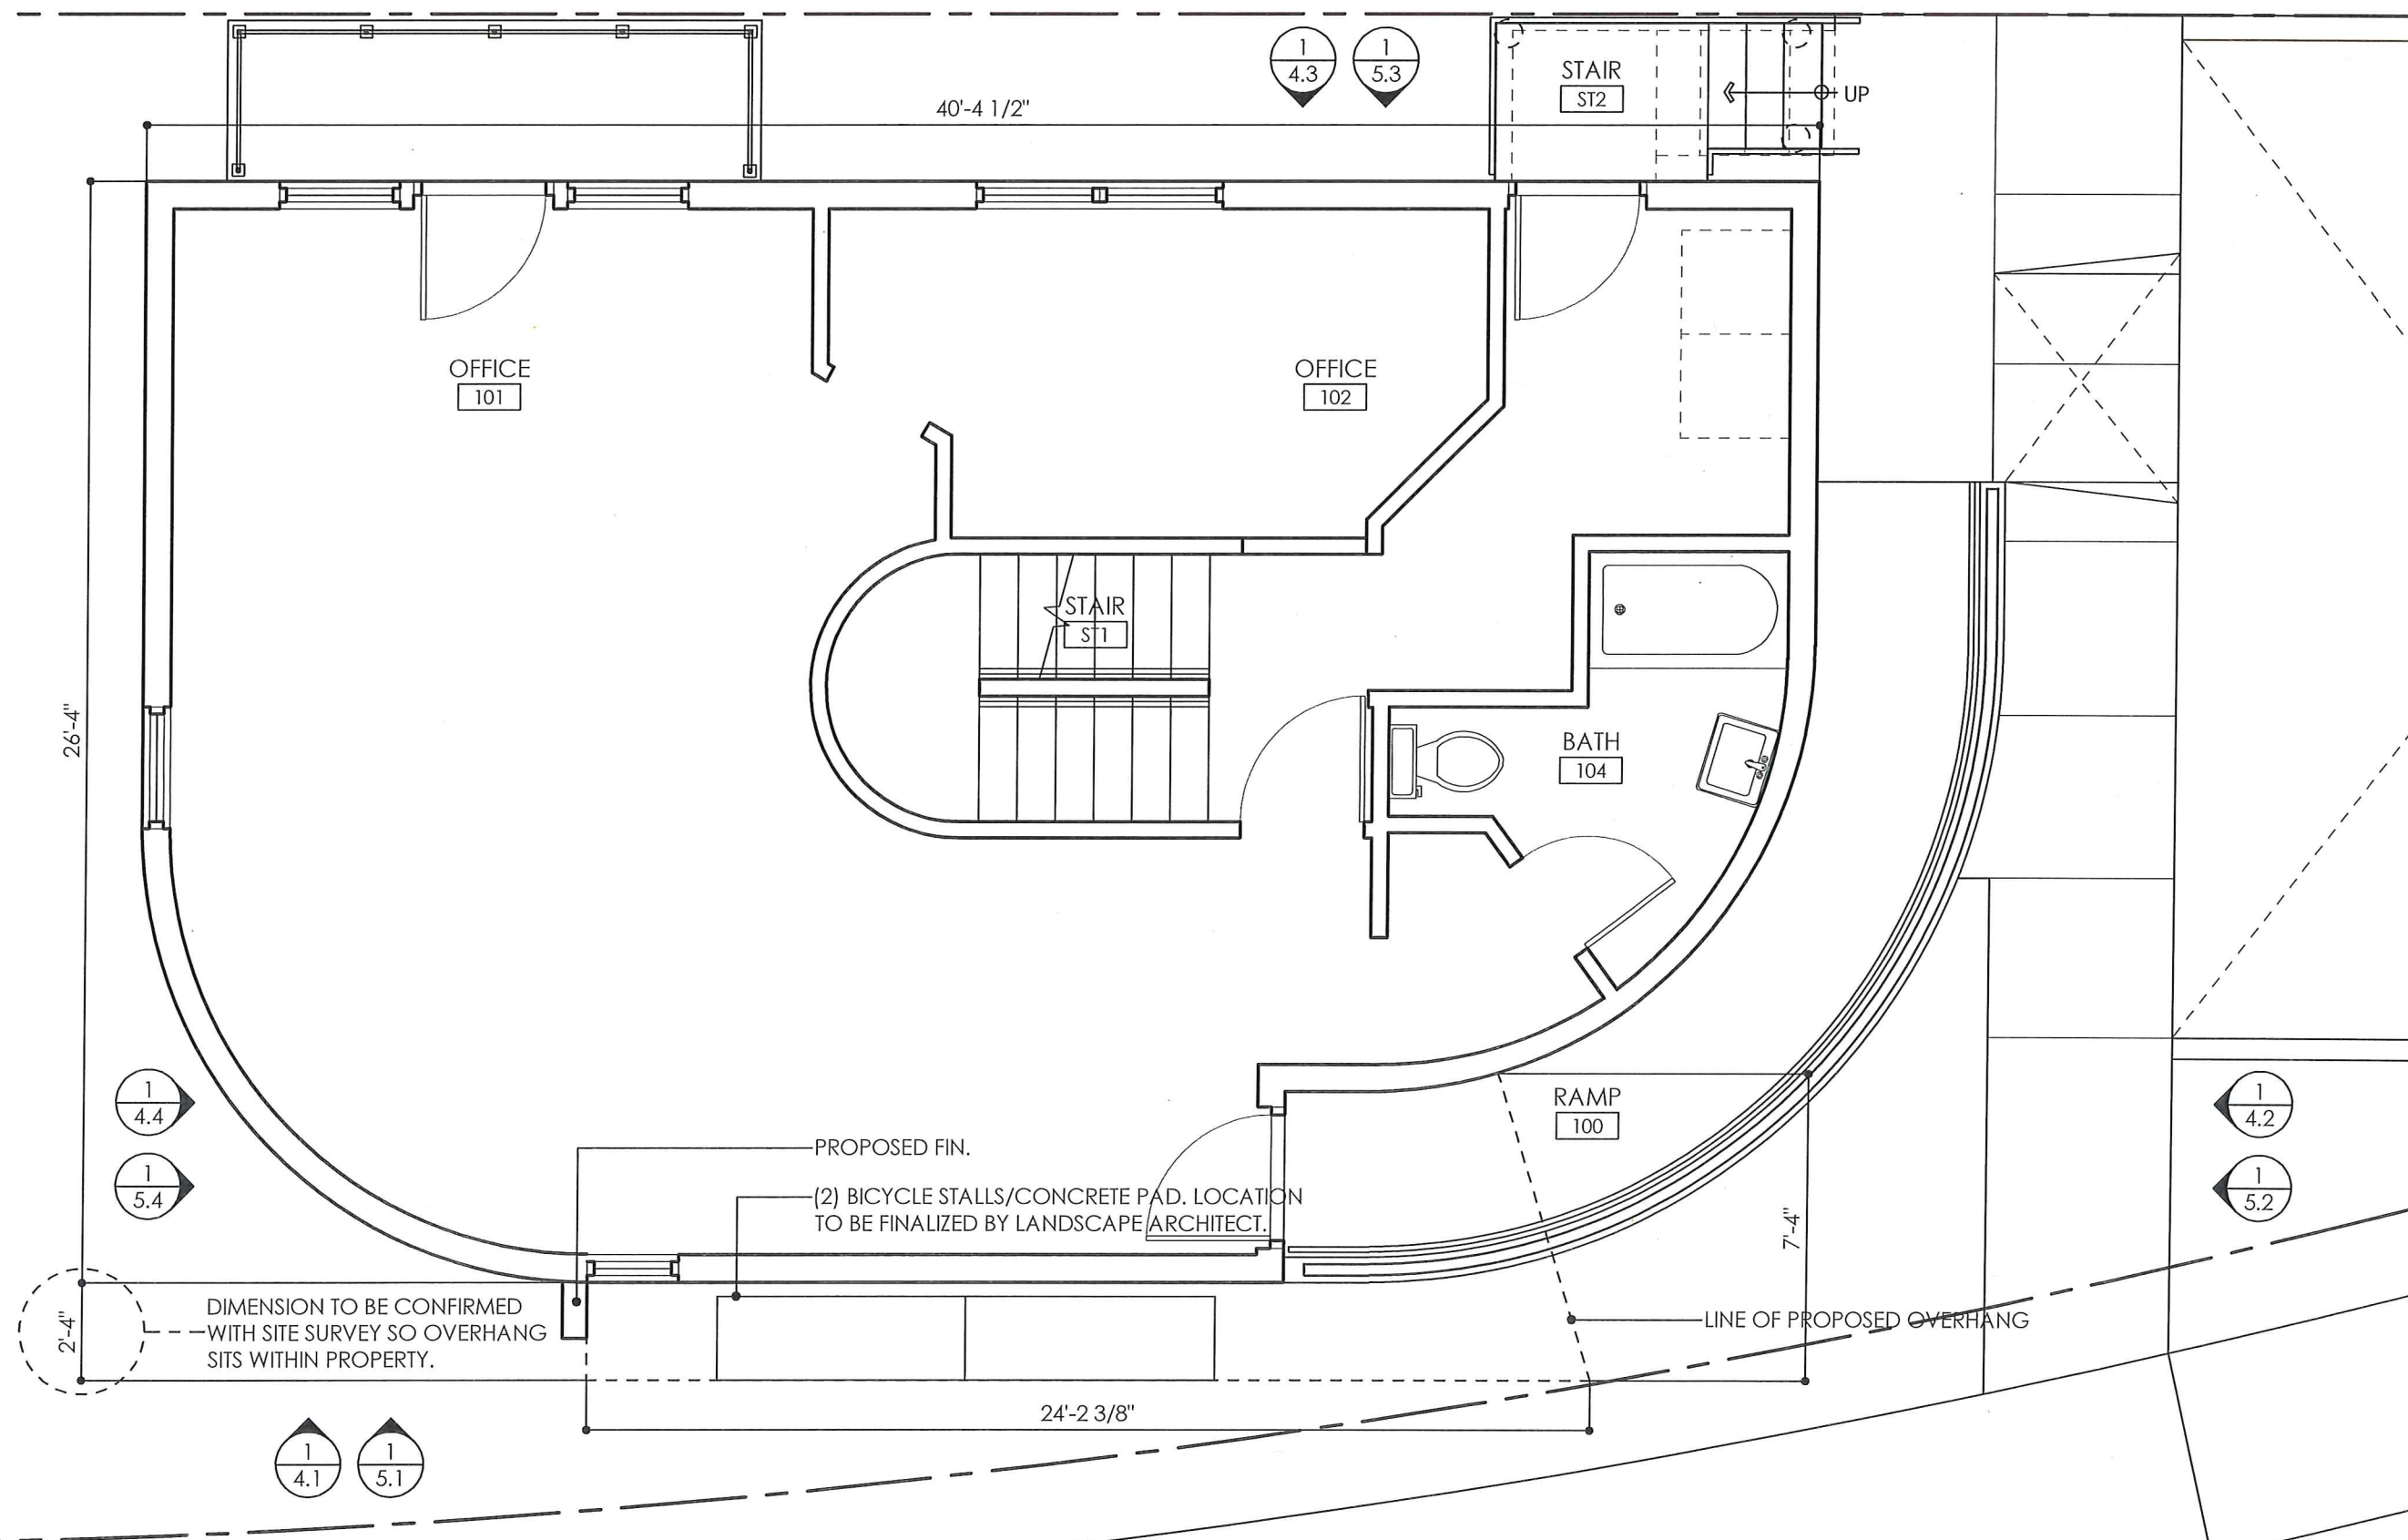 1
4.3
1
5.3
STAIR
ST2
UP
40'-4 1/2"
OFFICE
101
OFFICE
102
STAIR
ST1
26'-4"
BATH
104
1
4.4
1
5.4
RAMP
100
1
4.2
1
5.2
PROPOSED FIN.
(2) BICYCLE STALLS/CONCRETE PAD. LOCATION
TO BE FINALIZED BY LANDSCAPE ARCHITECT.
7'-4"
2'-4"
DIMENSION TO BE CONFIRMED
WITH SITE SURVEY SO OVERHANG
SITS WITHIN PROPERTY.
LINE OF PROPOSED OVERHANG
24'-2 3/8"
1
4.1
1
5.1